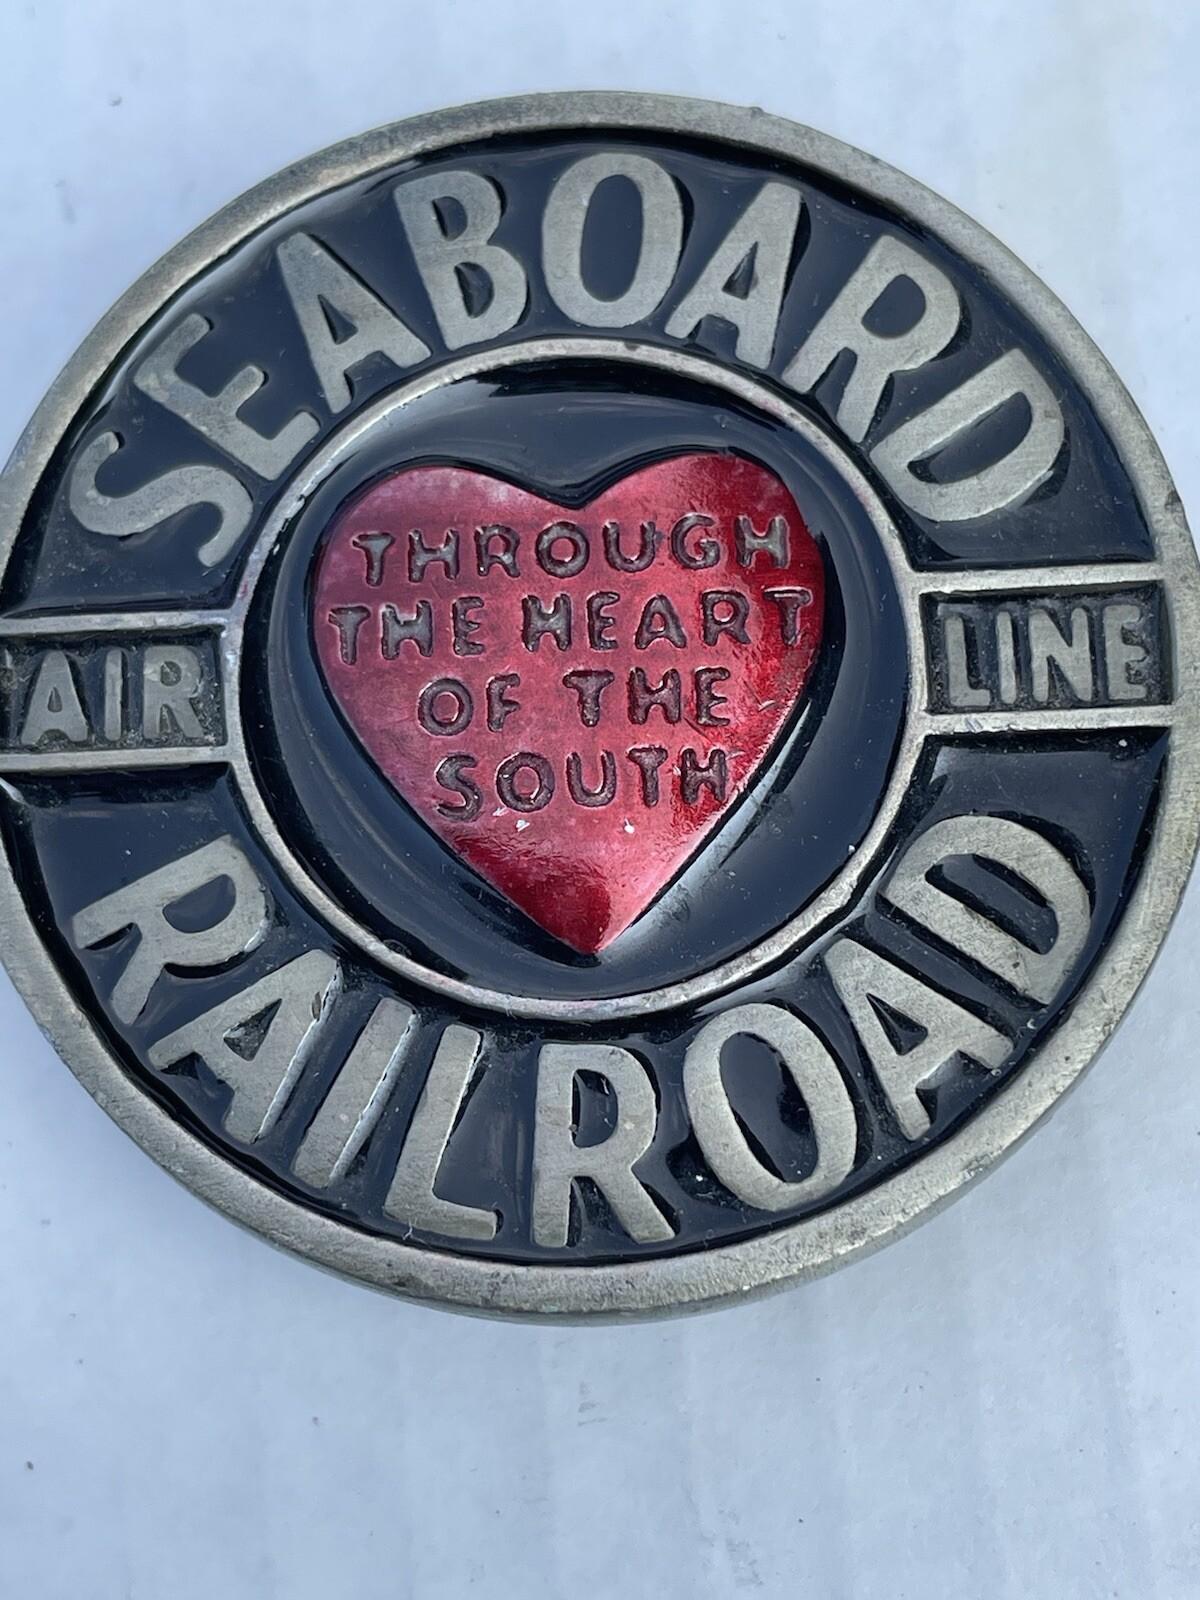 SEABOARD
AIR LINE
RAILROAD
THROUGH
THE HEART
OF THE
SOUTH